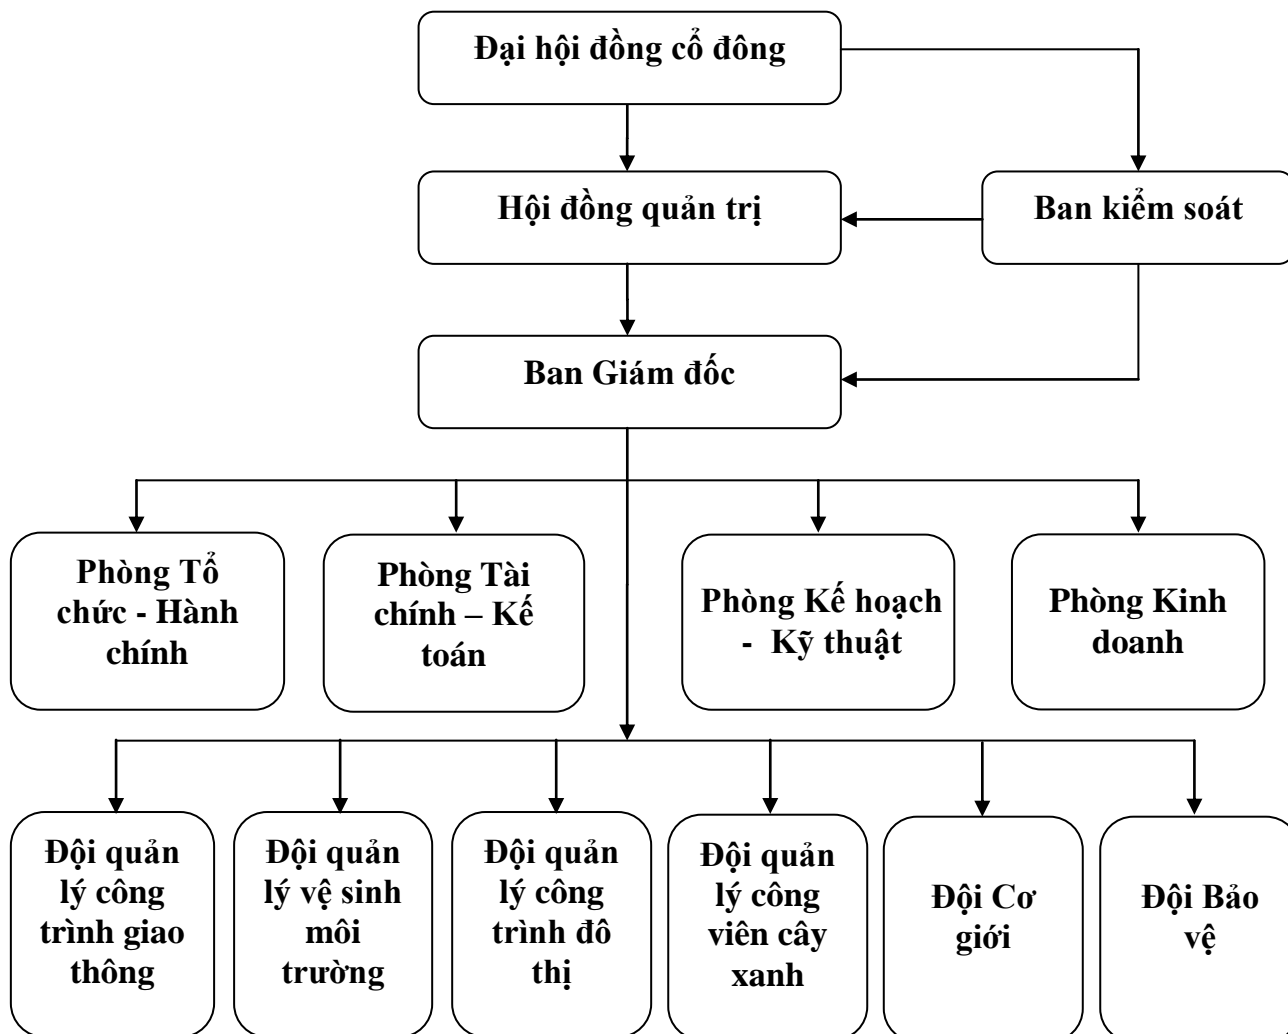 Đại hội đồng cổ đông
Hội đồng quản trị
Ban kiểm soát
Ban Giám đốc
Phòng Tổ
chức - Hành
chính
Phòng Tài
chính – Kế
toán
Phòng Kế hoạch
- Kỹ thuật
Phòng Kinh
doanh
Đội quản
lý công
trình giao
thông
Đội quản
lý vệ sinh
môi
trường
Đội quản
lý công
trình đô
thị
Đội quản
lý công
viên cây
xanh
Đội Cơ
giới
Đội Bảo
vệ